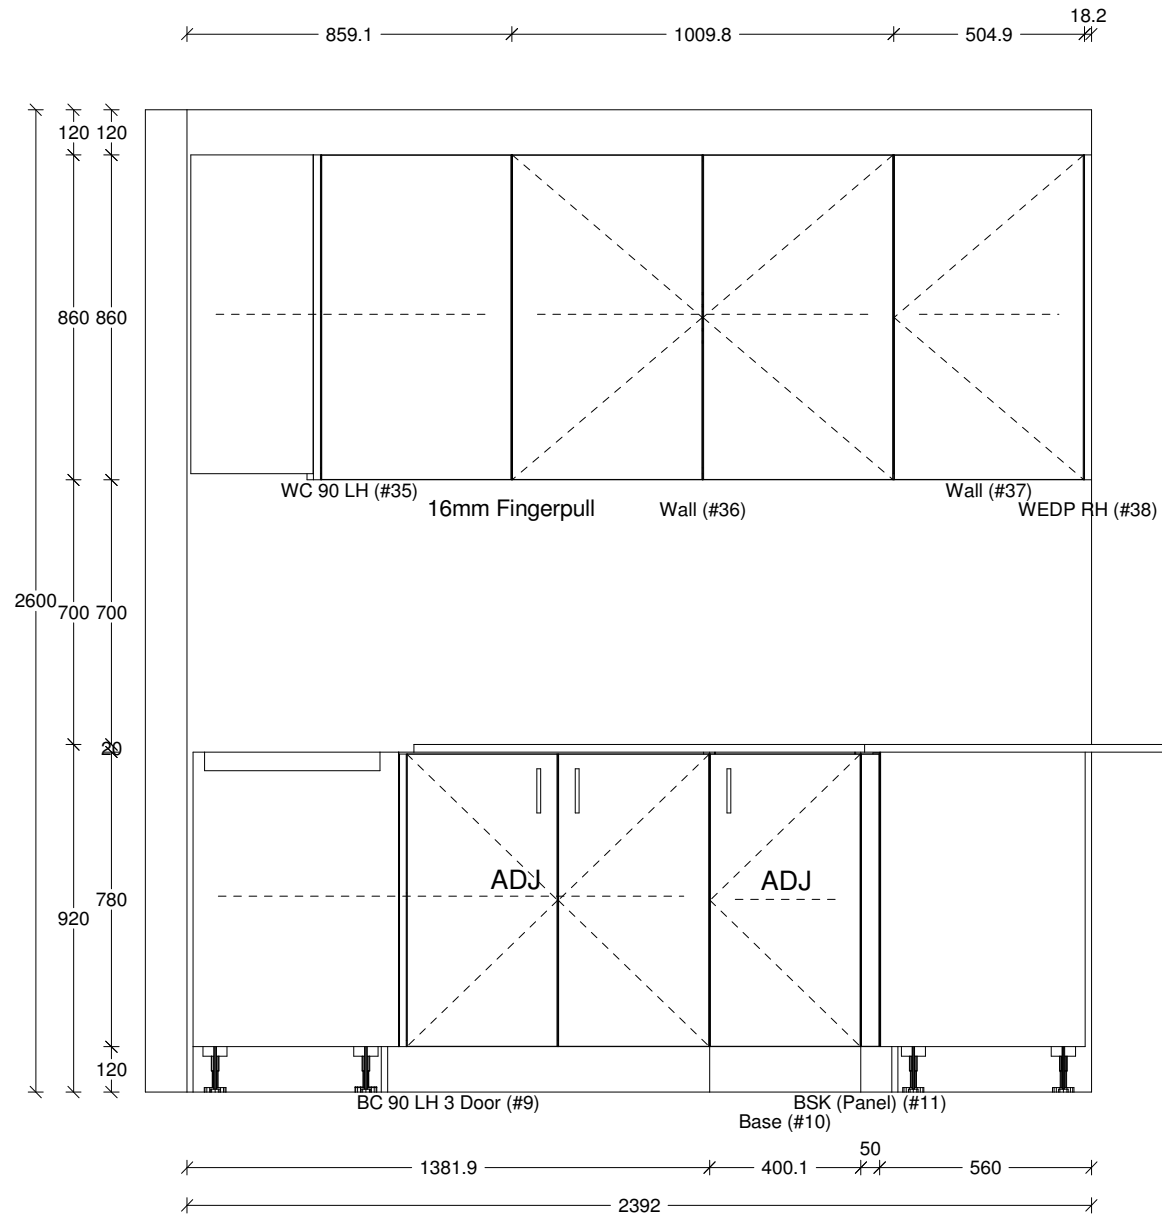 18.2
859.1 1009.8 504.9
120 120
860 860
WC 90 LH (#35) Wall (#37)
16mm Fingerpull Wall (#36) WEDP RH (#38)
2600 700 700
20
ADJ ADJ
920 780
120
BC 90 LH 3 Door (#9) BSK (Panel) (#11)
Base (#10)
50
1381.9 400.1 560
2392